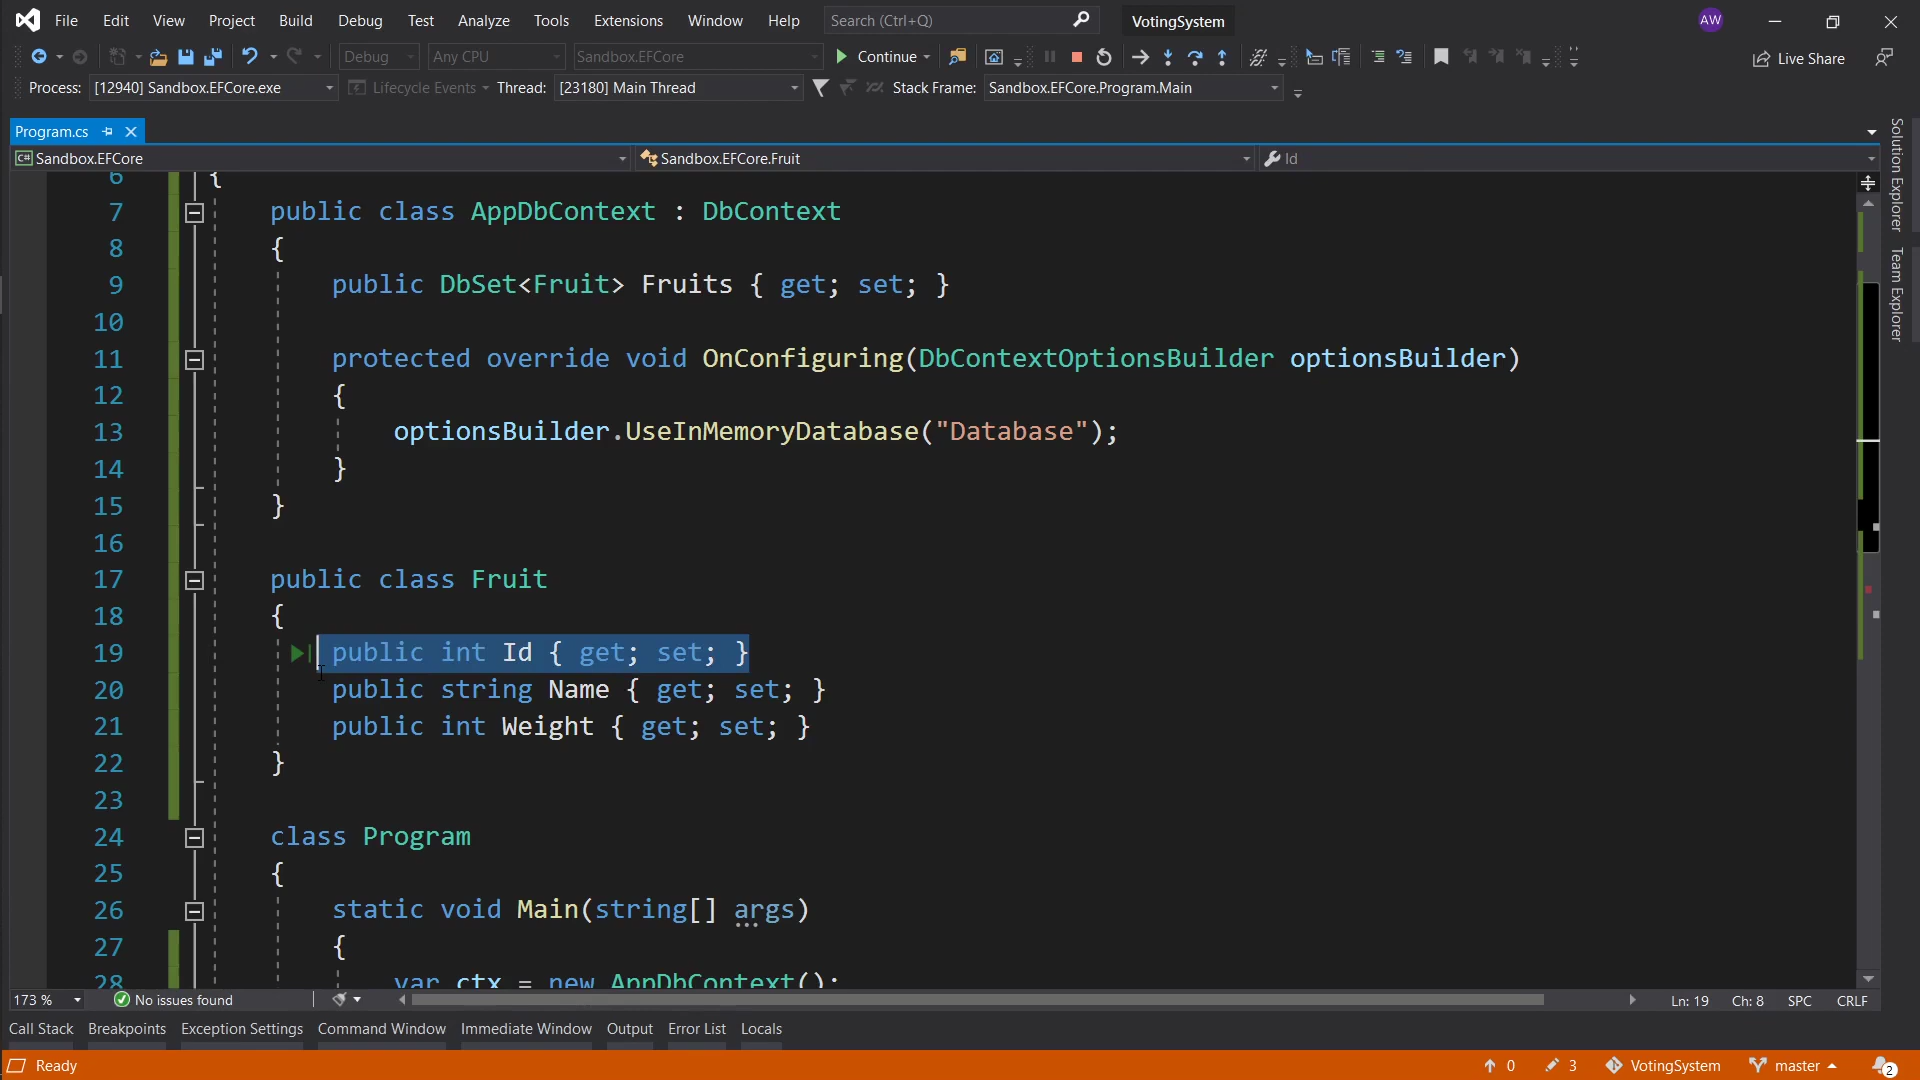 File Edit View Project Build Debug Test Analyze Tools Extensions Window Help Search (Ctrl+Q) VotingSystem AW
Debug Any CPU Sandbox.EFCore Continue Live Share
Process: [12940] Sandbox.EFCore.exe Lifecycle Events Thread: [23180] Main Thread Stack Frame: Sandbox.EFCore.Program.Main
Program.cs
C# Sandbox.EFCore Sandbox.EFCore.Fruit Id
6 {
7 public class AppDbContext : DbContext
8 {
9 public DbSet<Fruit> Fruits { get; set; }
10
11 protected override void OnConfiguring(DbContextOptionsBuilder optionsBuilder)
12 {
13 optionsBuilder.UseInMemoryDatabase("Database");
14 }
15 }
16
17 public class Fruit
18 {
19 public int Id { get; set; }
20 public string Name { get; set; }
21 public int Weight { get; set; }
22 }
23
24 class Program
25 {
26 static void Main(string[] args)
27 {
28 var ctx = new AppDbContext();
Solution Explorer
Team Explorer
173 % No issues found Ln: 19 Ch: 8 SPC CRLF
Call Stack Breakpoints Exception Settings Command Window Immediate Window Output Error List Locals
Ready 0 3 VotingSystem master 2